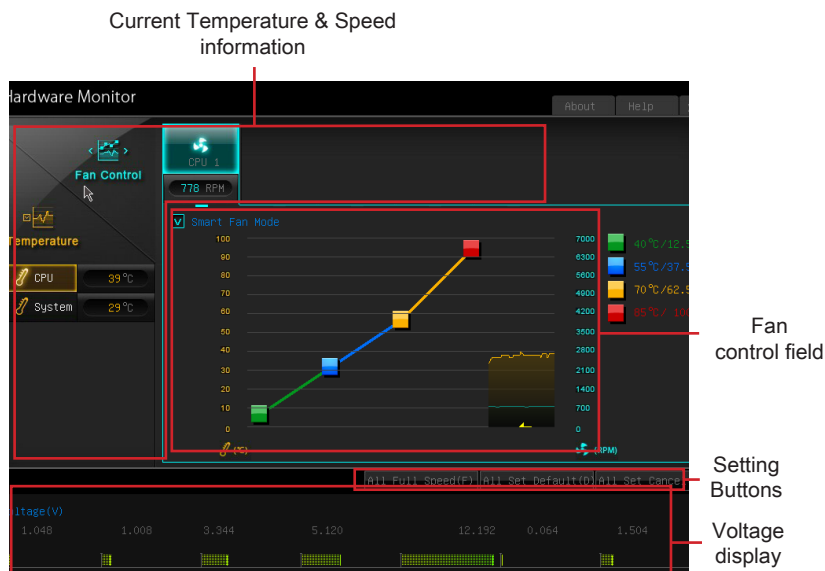 Current Temperature & Speed
information
Hardware Monitor
About
Help
CPU 1
Fan Control
778 RPM
Smart Fan Mode
Temperature
CPU 39°C
System 29°C
100
90
80
70
60
50
40
30
20
10
0
(°C)
7000
6300
5600
4900
4200
3500
2800
2100
1400
700
0
(RPM)
40°C/12.5
55°C/37.5
70°C/62.5
85°C/ 100
Fan
control field
All Full Speed(F) All Set Default(D) All Set Cance
Setting
Buttons
oltage(V)
1.048 1.008 3.344 5.120 12.192 0.064 1.504
Voltage
display